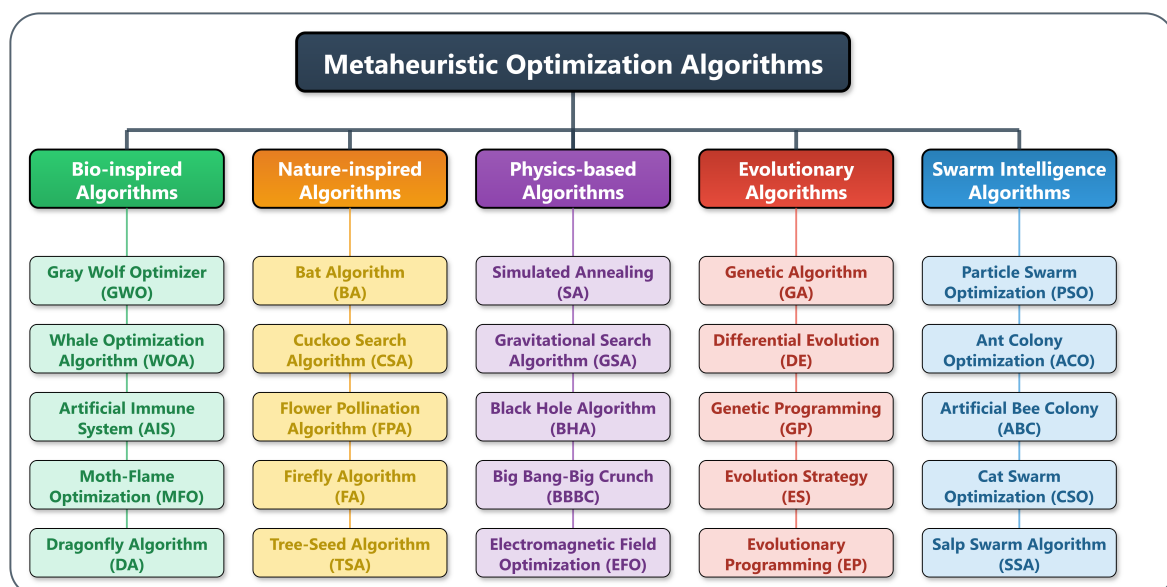 Metaheuristic Optimization Algorithms
Bio-inspired
Algorithms
Nature-inspired
Algorithms
Physics-based
Algorithms
Evolutionary
Algorithms
Swarm Intelligence
Algorithms
Gray Wolf Optimizer
(GWO)
Bat Algorithm
(BA)
Simulated Annealing
(SA)
Genetic Algorithm
(GA)
Particle Swarm
Optimization (PSO)
Whale Optimization
Algorithm (WOA)
Cuckoo Search
Algorithm (CSA)
Gravitational Search
Algorithm (GSA)
Differential Evolution
(DE)
Ant Colony
Optimization (ACO)
Artificial Immune
System (AIS)
Flower Pollination
Algorithm (FPA)
Black Hole Algorithm
(BHA)
Genetic Programming
(GP)
Artificial Bee Colony
(ABC)
Moth-Flame
Optimization (MFO)
Firefly Algorithm
(FA)
Big Bang-Big Crunch
(BBBC)
Evolution Strategy
(ES)
Cat Swarm
Optimization (CSO)
Dragonfly Algorithm
(DA)
Tree-Seed Algorithm
(TSA)
Electromagnetic Field
Optimization (EFO)
Evolutionary
Programming (EP)
Salp Swarm Algorithm
(SSA)